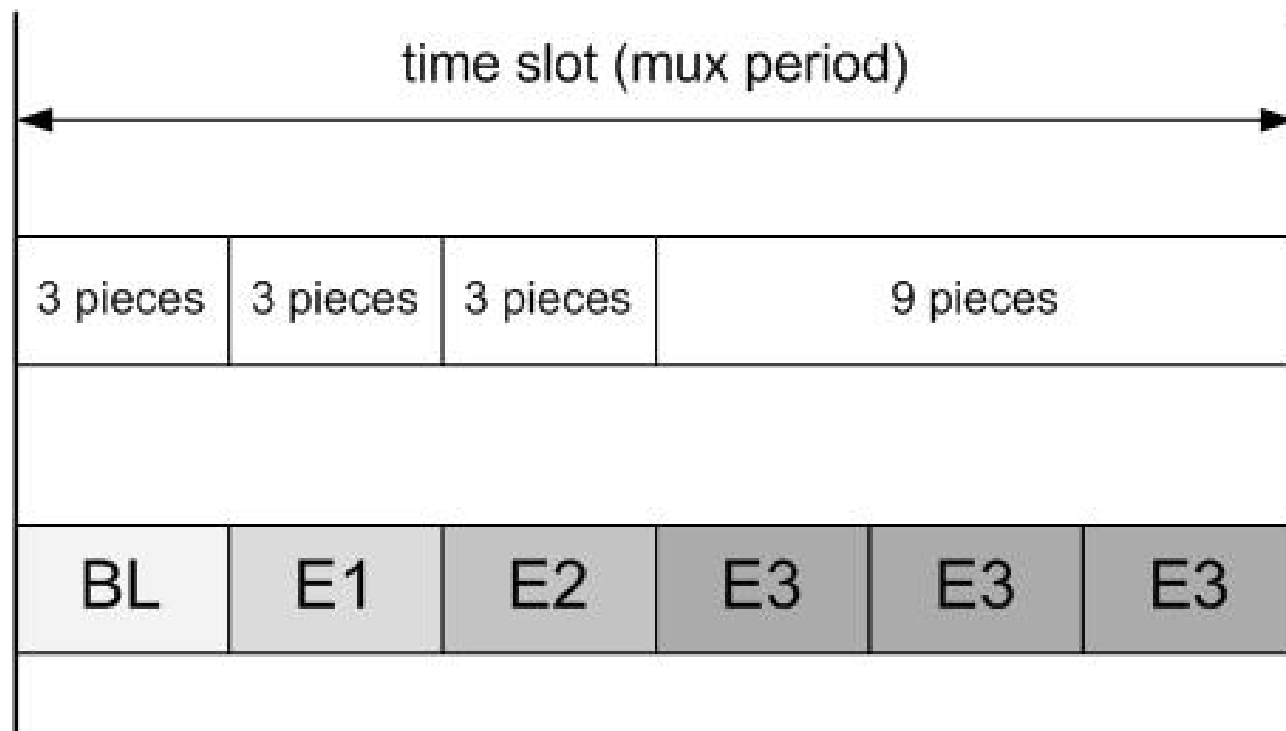 time slot (mux period)
3 pieces 3 pieces 3 pieces 9 pieces
BL E1 E2 E3 E3 E3